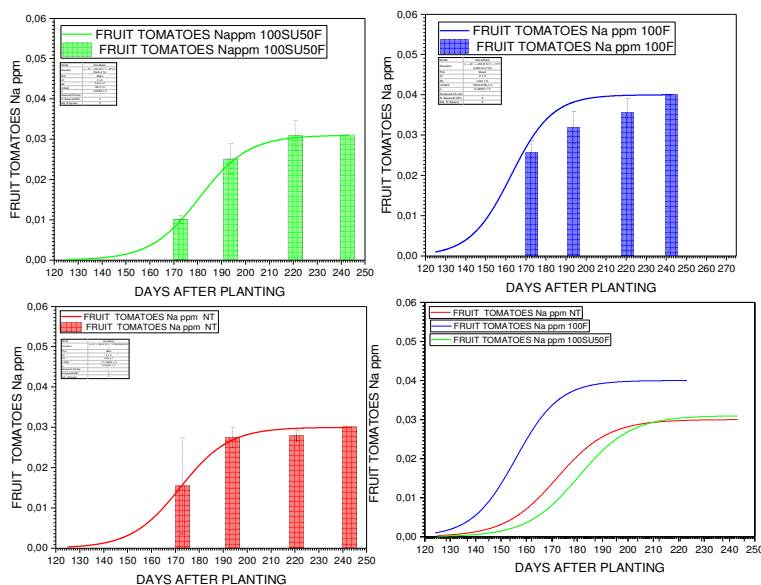 0,06
0,05
0,04
0,03
0,02
0,01
0,00
FRUIT TOMATOES Na ppm
FRUIT TOMATOES Nappm 100SU50F
FRUIT TOMATOES Nappm 100SU50F
120 130 140 150 160 170 180 190 200 210 220 230 240 250
DAYS AFTER PLANTING
0,06
0,05
0,04
0,03
0,02
0,01
0,00
FRUIT TOMATOES Na ppm
FRUIT TOMATOES Na ppm 100F
FRUIT TOMATOES Na ppm 100F
120 130 140 150 160 170 180 190 200 210 220 230 240 250 260 270
DAYS AFTER PLANTING
0,06
0,05
0,04
0,03
0,02
0,01
0,00
FRUIT TOMATOES Na ppm
FRUIT TOMATOES Na ppm NT
FRUIT TOMATOES Na ppm NT
120 130 140 150 160 170 180 190 200 210 220 230 240 250
DAYS AFTER PLANTING
0,06
0,05
0,04
0,03
0,02
0,01
0,00
FRUIT TOMATOES Na ppm
FRUIT TOMATOES Na ppm NT
FRUIT TOMATOES Na ppm 100F
FRUIT TOMATOES Na ppm 100SU50F
120 130 140 150 160 170 180 190 200 210 220 230 240 250
DAYS AFTER PLANTING